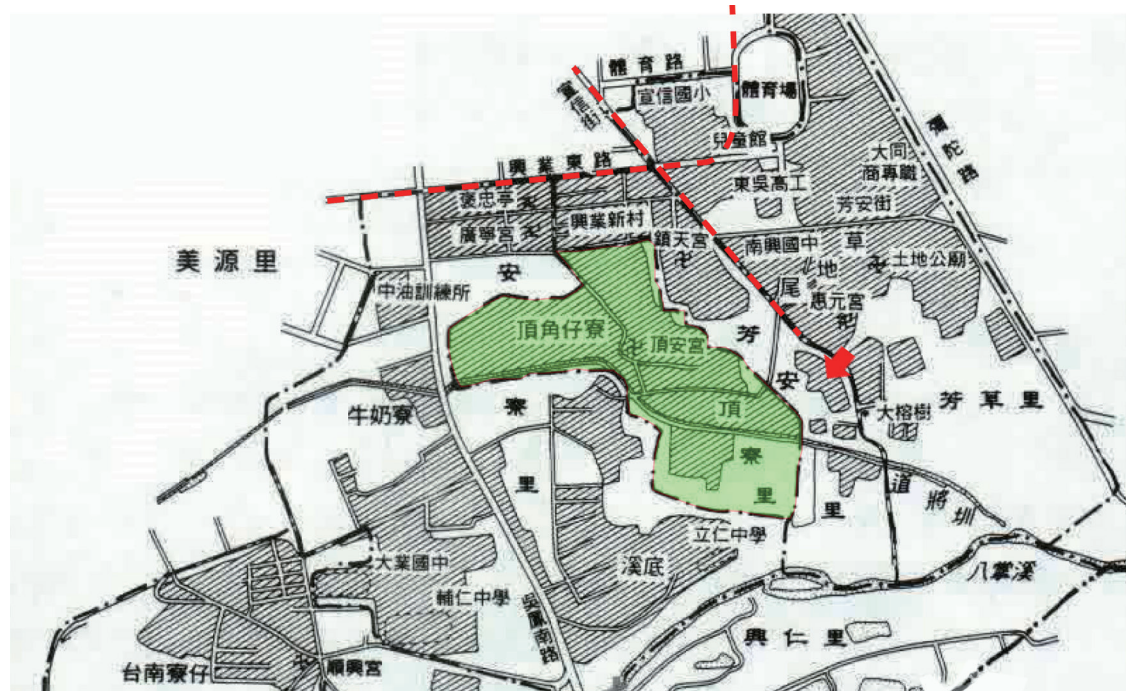 體育路
宣信國小
宣信街
體育場
彌陀路
兒童館
大同
商專職
興業東路
東吳高工
褒忠亭
芳安街
廣寧宮
興業新村
鎮天宮
南興國中
草地尾
土地公廟
美源里
中油訓練所
惠元宮
頂角仔寮
頂安宮
安寮里
芳安里
芳草里
牛奶寮
大榕樹
頂寮里
道將圳
立仁中學
大業國中
溪底
八掌溪
輔仁中學
吳鳳南路
興仁里
台南寮仔
順興宮